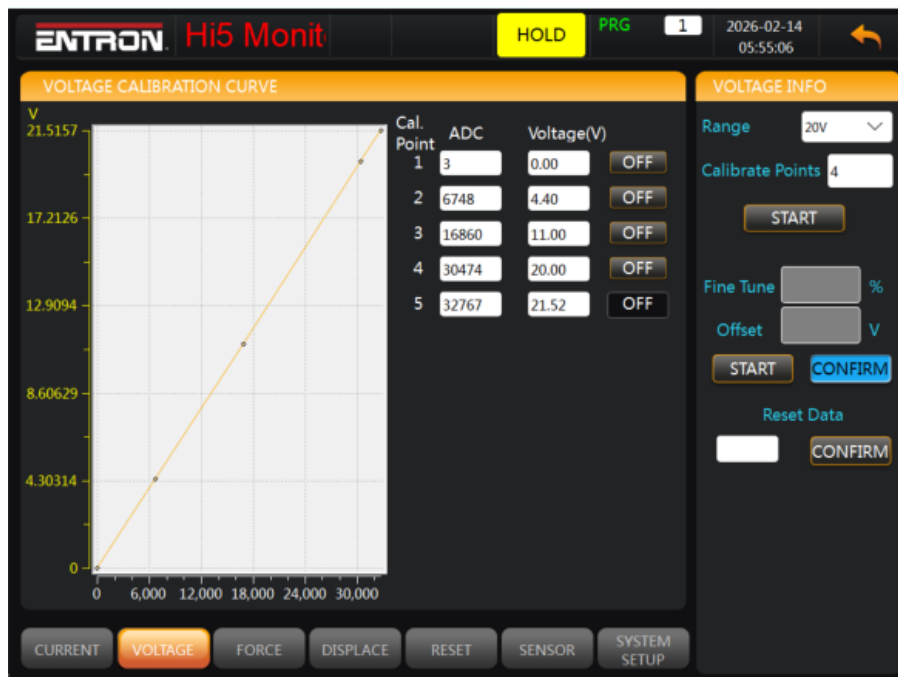 ENTRON. Hi5 Monit HOLD PRG 1 2026-02-14
05:55:06
VOLTAGE CALIBRATION CURVE
V
21.5157
17.2126
12.9094
8.60629
4.30314
0
0 6,000 12,000 18,000 24,000 30,000
Cal. Point ADC Voltage(V)
1 3 0.00 OFF
2 6748 4.40 OFF
3 16860 11.00 OFF
4 30474 20.00 OFF
5 32767 21.52 OFF
VOLTAGE INFO
Range 20V
Calibrate Points 4
START
Fine Tune %
Offset V
START CONFIRM
Reset Data
CONFIRM
CURRENT VOLTAGE FORCE DISPLACE RESET SENSOR SYSTEM SETUP